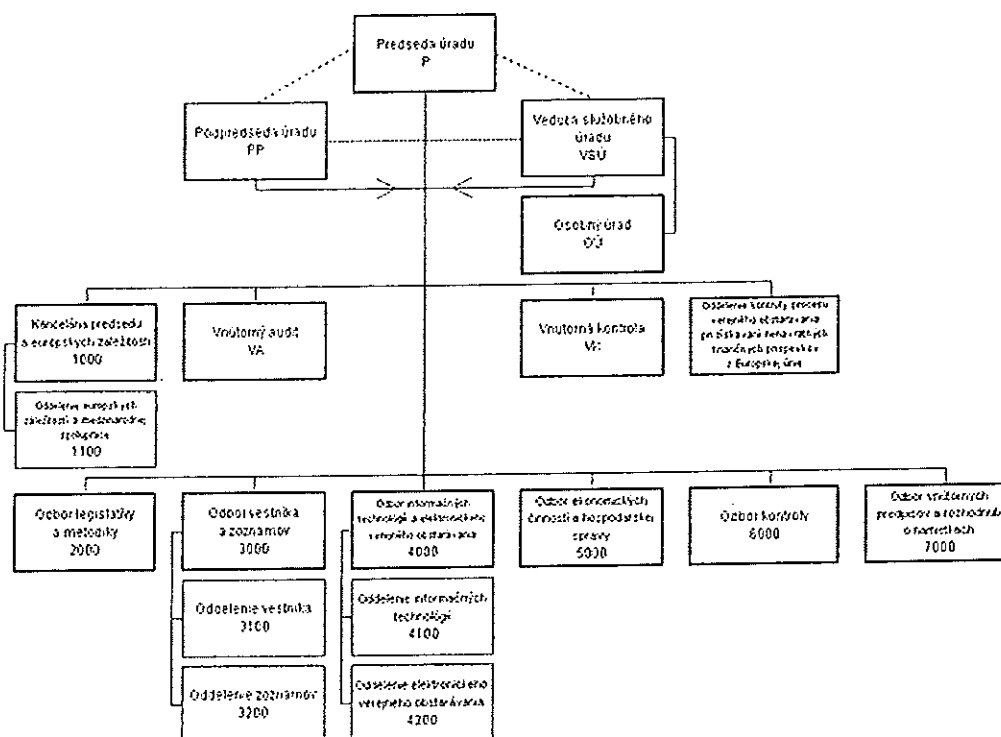 Predseda úradu
P
Podpredseda úradu
PP
Vedúca služobného
úradu
VSÚ
Osobný úrad
OÚ
Kancelária predsedu
a európskych záležitostí
1000
Vnútorný audit
VA
Vnútorná kontrola
Oddelenie kontroly procesu
verejného obstarávania
pri získavaní nenávratných
finančných príspevkov
z Európskej únie
Oddelenie európskych
záležitostí a medzinárodnej
spolupráce
1100
Odbor legislatívy
a metodiky
2000
Odbor vestníka
a zoznamov
3000
Odbor informačných
technológií a elektronického
verejného obstarávania
4000
Odbor ekonomických
činností a hospodárskej
správy
5000
Odbor kontroly
6000
Odbor vnútorných
predpisov a rozhodnutí
o námietkach
7000
Oddelenie vestníka
3100
Oddelenie informačných
technológií
4100
Oddelenie zoznamov
3200
Oddelenie elektronického
verejného obstarávania
4200